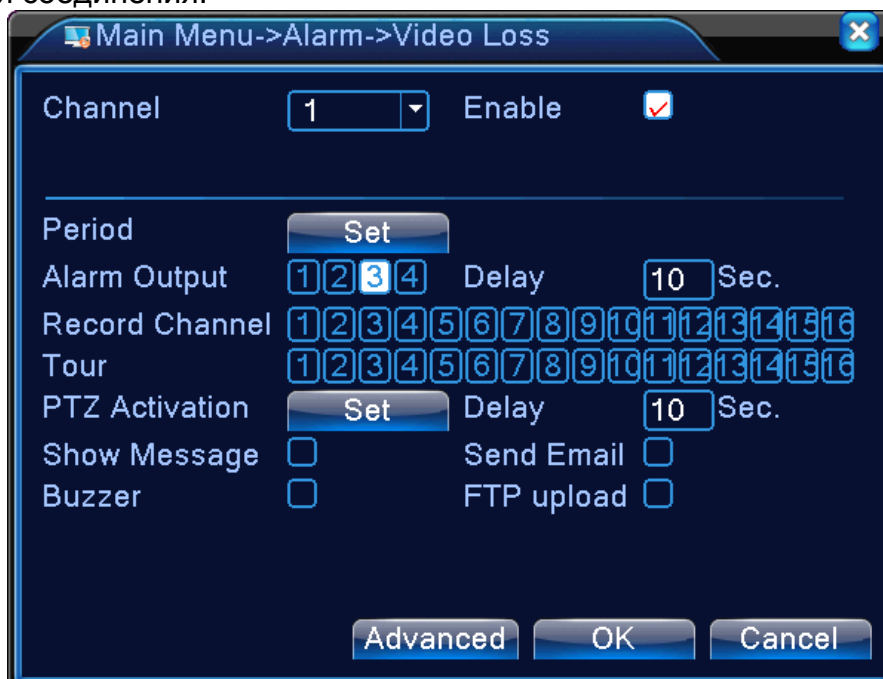 соединения.
Main Menu->Alarm->Video Loss
Channel 1 Enable
Period Set
Alarm Output 1 2 3 4 Delay 10 Sec.
Record Channel 1 2 3 4 5 6 7 8 9 10 11 12 13 14 15 16
Tour 1 2 3 4 5 6 7 8 9 10 11 12 13 14 15 16
PTZ Activation Set Delay 10 Sec.
Show Message Send Email
Buzzer FTP upload
Advanced OK Cancel